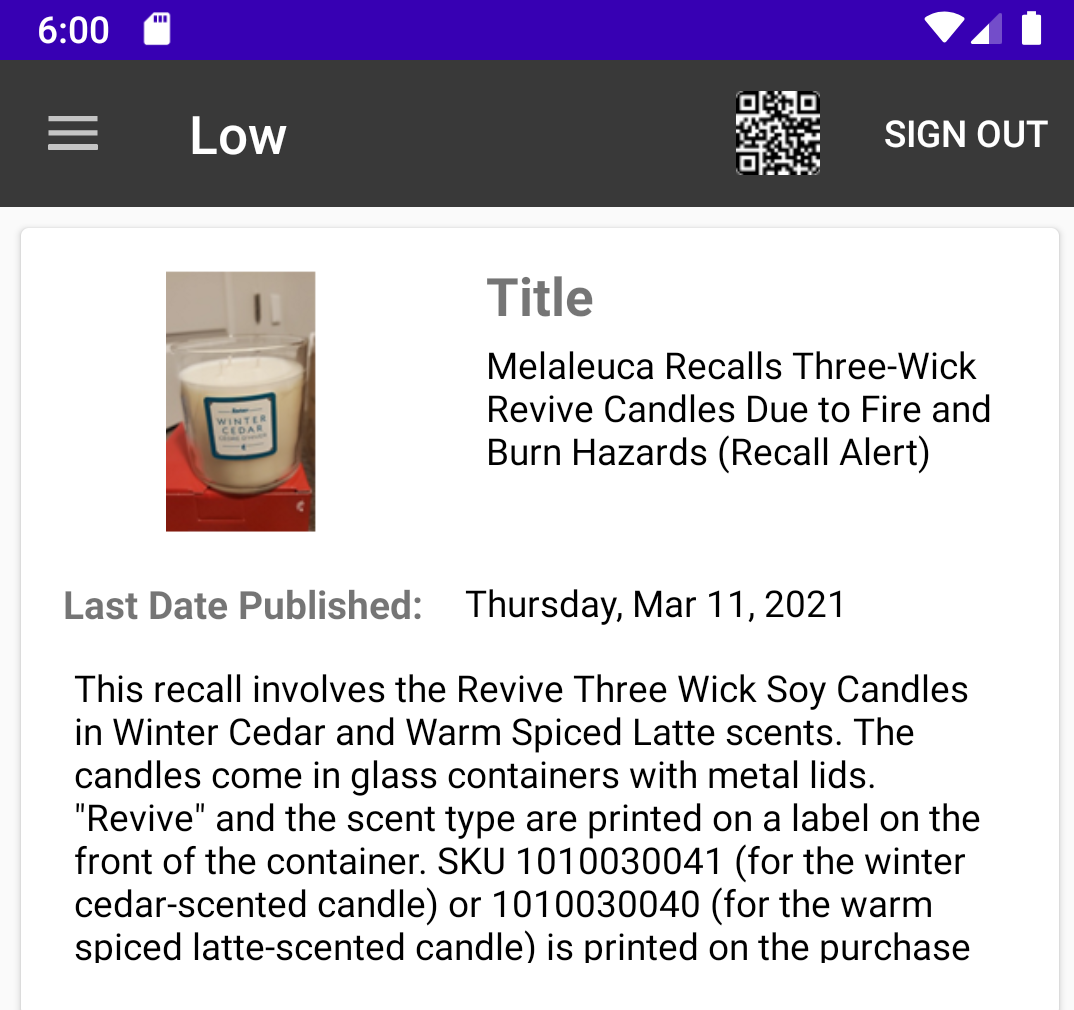 6:00
Low
SIGN OUT
Title
Melaleuca Recalls Three-Wick
Revive Candles Due to Fire and
Burn Hazards (Recall Alert)
WINTER
CEDAR
Last Date Published: Thursday, Mar 11, 2021
This recall involves the Revive Three Wick Soy Candles
in Winter Cedar and Warm Spiced Latte scents. The
candles come in glass containers with metal lids.
"Revive" and the scent type are printed on a label on the
front of the container. SKU 1010030041 (for the winter
cedar-scented candle) or 1010030040 (for the warm
spiced latte-scented candle) is printed on the purchase